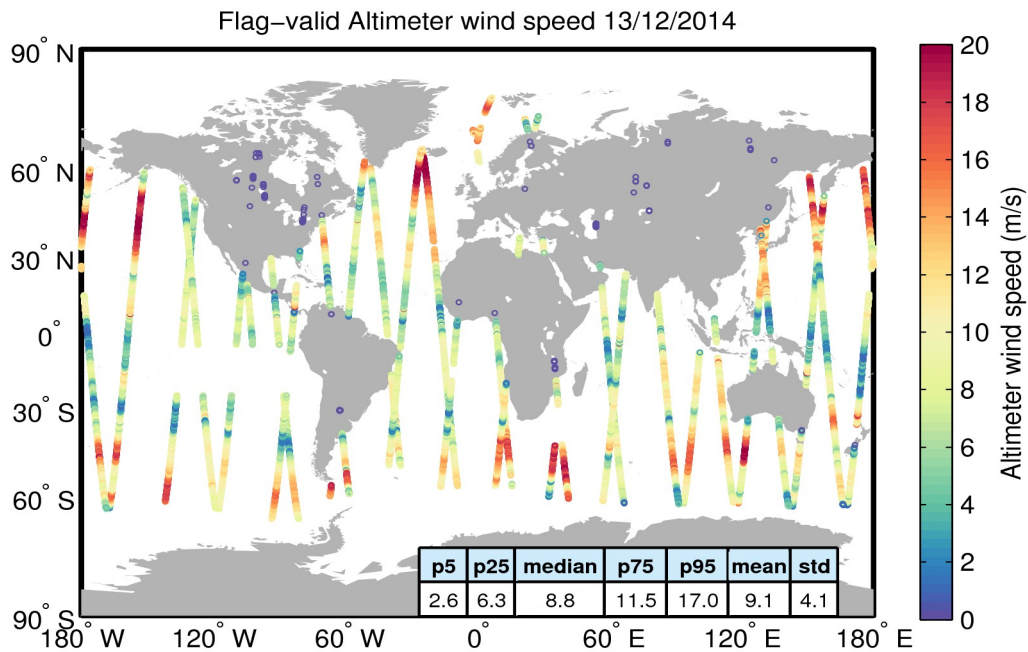 Flag−valid Altimeter wind speed 13/12/2014
90° N
60° N
30° N
0°
30° S
60° S
90° S
180° W
120° W
60° W
0°
60° E
120° E
180° E
p5 p25 median p75 p95 mean std
2.6 6.3 8.8 11.5 17.0 9.1 4.1
20
18
16
14
12
10
8
6
4
2
0
Altimeter wind speed (m/s)